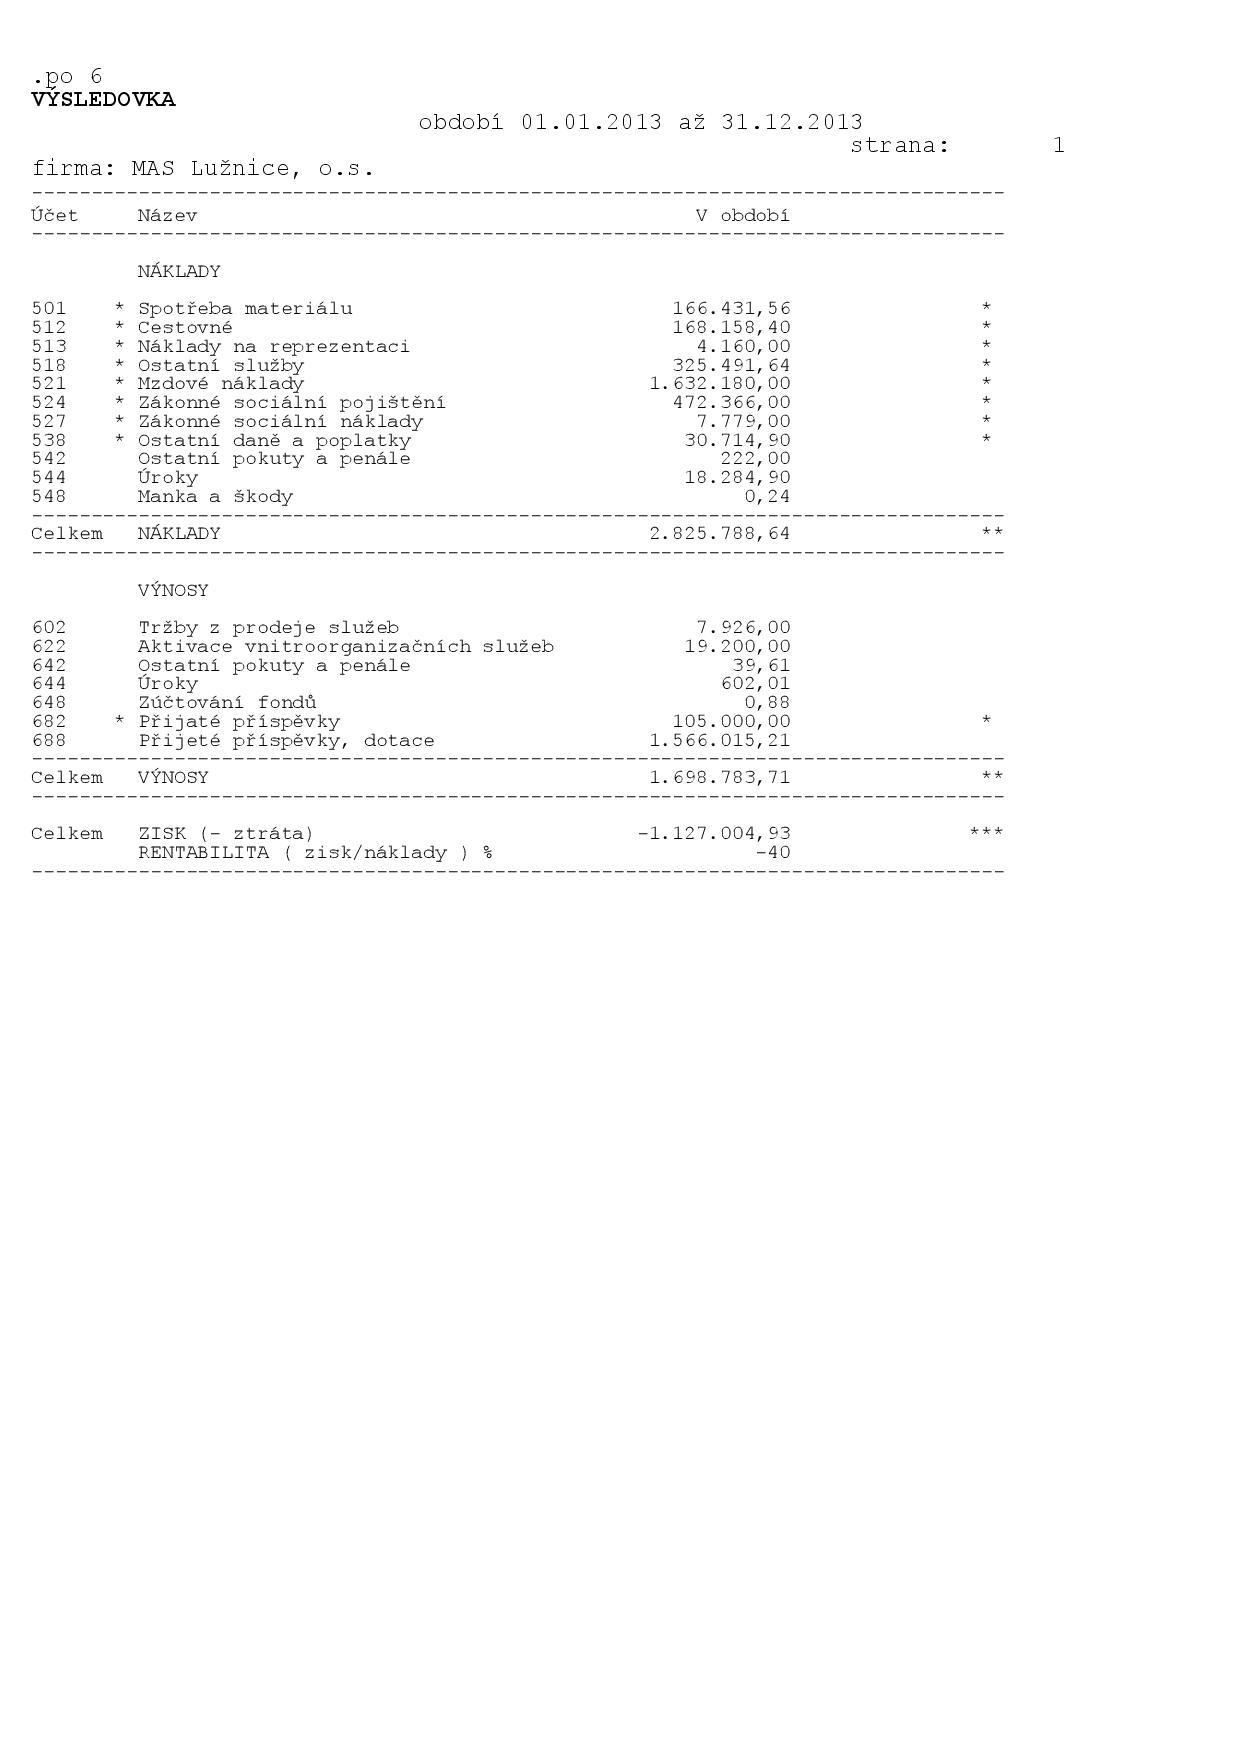 .po 6
VÝSLEDOVKA
období 01.01.2013 až 31.12.2013
strana: 1
firma: MAS Lužnice, o.s.
----------------------------------------------------------------------------------
Účet Název V období
----------------------------------------------------------------------------------
NÁKLADY
501 * Spotřeba materiálu 166.431,56 *
512 * Cestovné 168.158,40 *
513 * Náklady na reprezentaci 4.160,00 *
518 * Ostatní služby 325.491,64 *
521 * Mzdové náklady 1.632.180,00 *
524 * Zákonné sociální pojištění 472.366,00 *
527 * Zákonné sociální náklady 7.779,00 *
538 * Ostatní daně a poplatky 30.714,90 *
542 Ostatní pokuty a penále 222,00
544 Úroky 18.284,90
548 Manka a škody 0,24
----------------------------------------------------------------------------------
Celkem NÁKLADY 2.825.788,64 **
----------------------------------------------------------------------------------
VÝNOSY
602 Tržby z prodeje služeb 7.926,00
622 Aktivace vnitroorganizačních služeb 19.200,00
642 Ostatní pokuty a penále 39,61
644 Úroky 602,01
648 Zúčtování fondů 0,88
682 * Přijaté příspěvky 105.000,00 *
688 Přijeté příspěvky, dotace 1.566.015,21
----------------------------------------------------------------------------------
Celkem VÝNOSY 1.698.783,71 **
----------------------------------------------------------------------------------
Celkem ZISK (- ztráta) -1.127.004,93 ***
RENTABILITA ( zisk/náklady ) % -40
----------------------------------------------------------------------------------